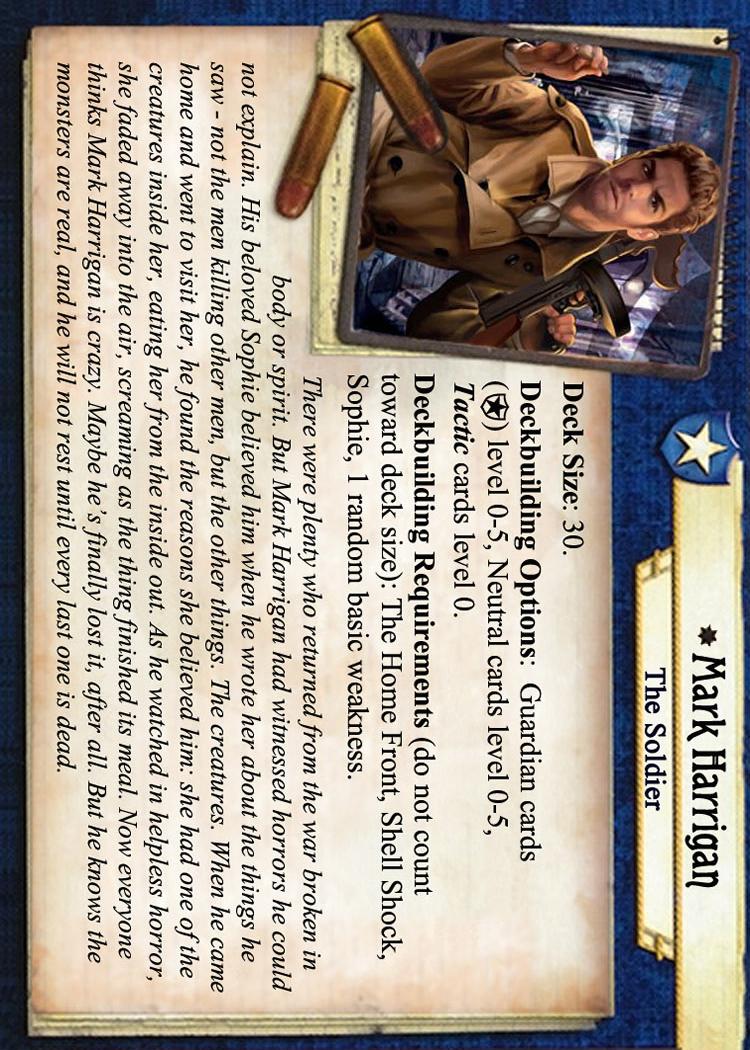 Mark Harrigan
The Soldier
Deck Size: 30.
Deckbuilding Options: Guardian cards
() level 0-5, Neutral cards level 0-5,
Tactic cards level 0.
Deckbuilding Requirements (do not count
toward deck size): The Home Front, Shell Shock,
Sophie, 1 random basic weakness.
There were plenty who returned from the war broken in
body or spirit. But Mark Harrigan had witnessed horrors he could
not explain. His beloved Sophie believed him when he wrote her about the things he
saw - not the men killing other men, but the other things. The creatures. When he came
home and went to visit her, he found the reasons she believed him: she had one of the
creatures inside her, eating her from the inside out. As he watched in helpless horror,
she faded away into the air, screaming as the thing finished its meal. Now everyone
thinks Mark Harrigan is crazy. Maybe he's finally lost it, after all. But he knows the
monsters are real, and he will not rest until every last one is dead.